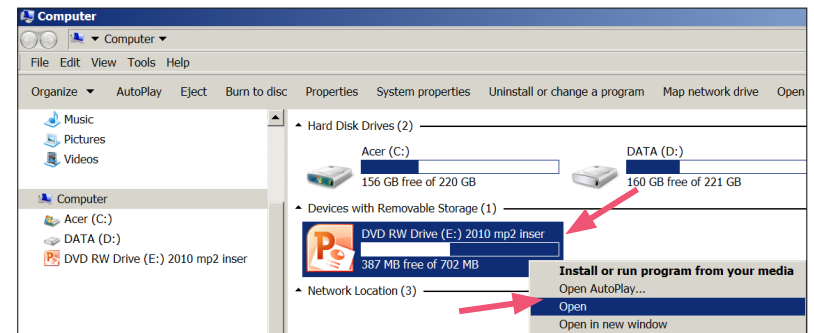 Computer
Computer
File Edit View Tools Help
Organize AutoPlay Eject Burn to disc Properties System properties Uninstall or change a program Map network drive Open
Music
Pictures
Videos
Computer
Acer (C:)
DATA (D:)
DVD RW Drive (E:) 2010 mp2 inser
Hard Disk Drives (2)
Acer (C:)
156 GB free of 220 GB
DATA (D:)
160 GB free of 221 GB
Devices with Removable Storage (1)
P
DVD RW Drive (E:) 2010 mp2 inser
387 MB free of 702 MB
Network Location (3)
Install or run program from your media
Open AutoPlay...
Open
Open in new window